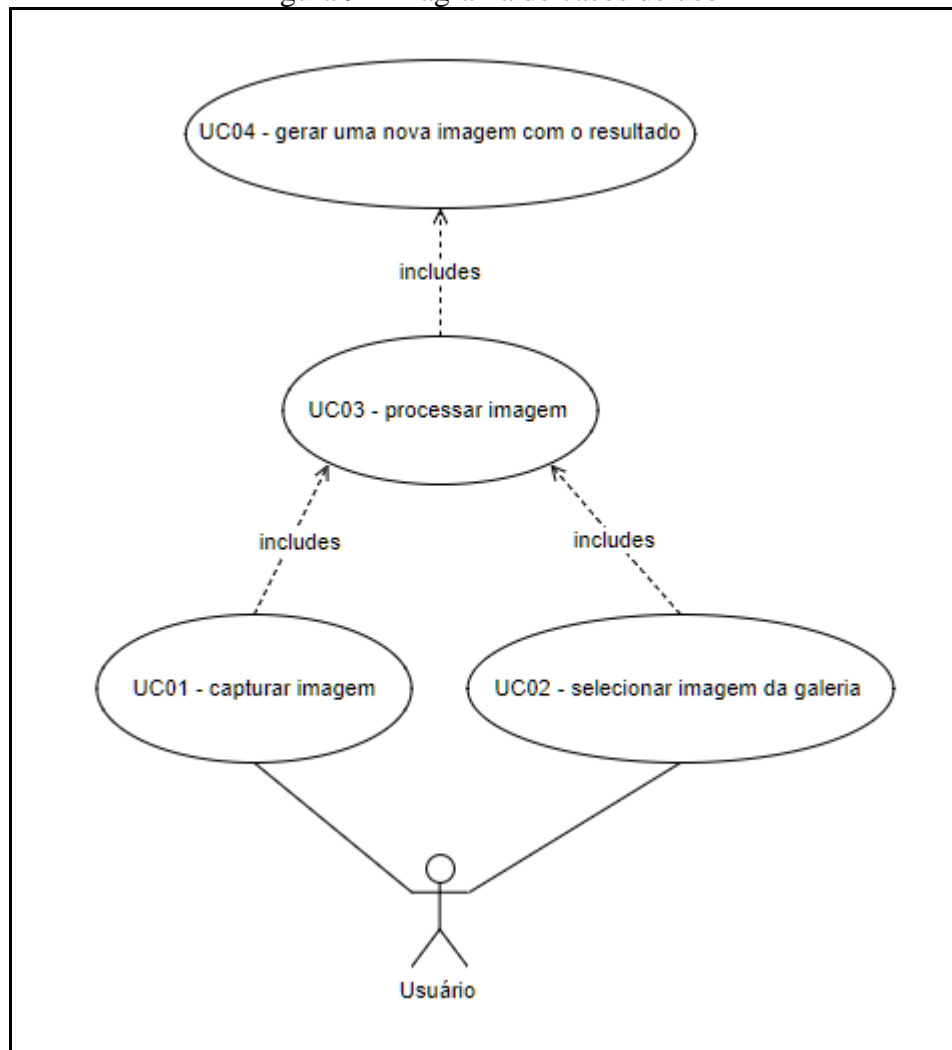 UC04 - gerar uma nova imagem com o resultado
includes
UC03 - processar imagem
includes
includes
UC01 - capturar imagem
UC02 - selecionar imagem da galeria
Usuário